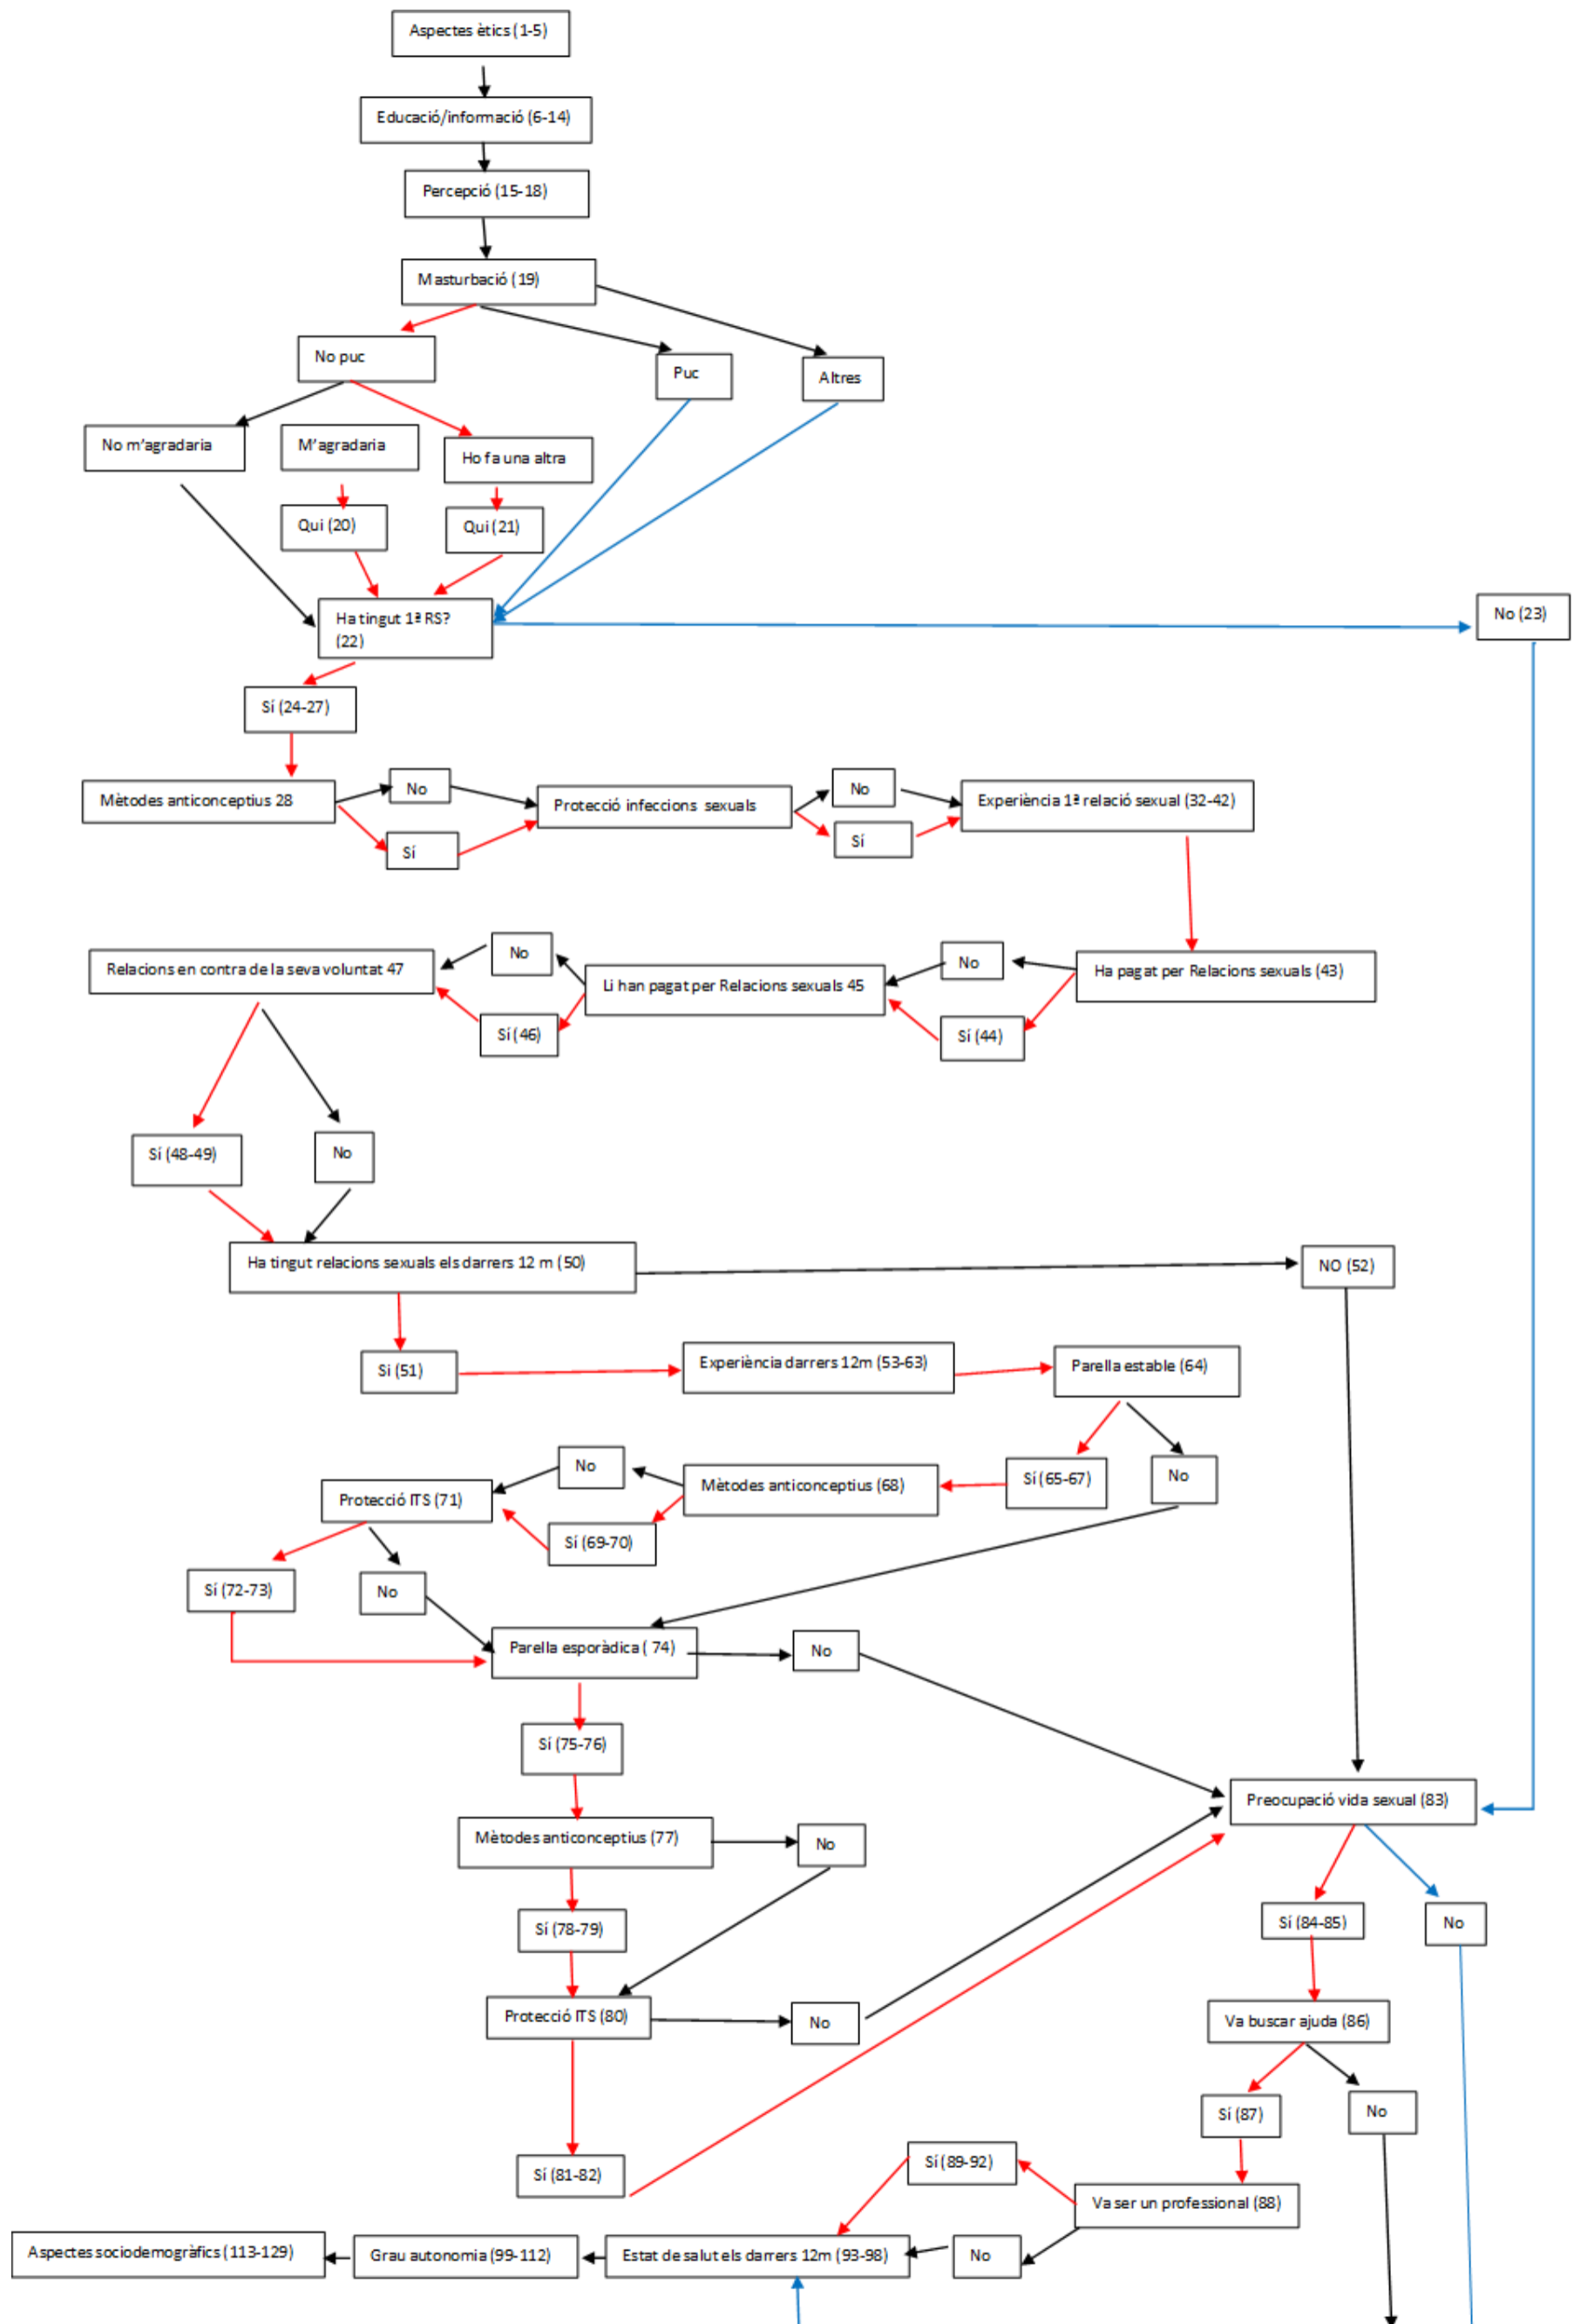 Aspectes ètics (1-5)
Educació/informació (6-14)
Percepció (15-18)
Masturbació (19)
No puc
Puc
Altres
No m'agradaria
M'agradaria
Ho fa una altra
Qui (20)
Qui (21)
Ha tingut 1ª RS?
(22)
No (23)
Sí (24-27)
Mètodes anticonceptius 28
No
Sí
Protecció infeccions sexuals
No
Sí
Experiència 1ª relació sexual (32-42)
Ha pagat per Relacions sexuals (43)
No
Sí (44)
Li han pagat per Relacions sexuals 45
No
Sí (46)
Relacions en contra de la seva voluntat 47
Sí (48-49)
No
Ha tingut relacions sexuals els darrers 12 m (50)
NO (52)
Si (51)
Experiència darrers 12m (53-63)
Parella estable (64)
Sí (65-67)
No
Mètodes anticonceptius (68)
No
Sí (69-70)
Protecció ITS (71)
Sí (72-73)
No
Parella esporàdica ( 74)
No
Sí (75-76)
Mètodes anticonceptius (77)
No
Sí (78-79)
Protecció ITS (80)
No
Sí (81-82)
Preocupació vida sexual (83)
Sí (84-85)
No
Va buscar ajuda (86)
Sí (87)
No
Va ser un professional (88)
Sí (89-92)
No
Estat de salut els darrers 12m (93-98)
Grau autonomia (99-112)
Aspectes sociodemogràfics (113-129)